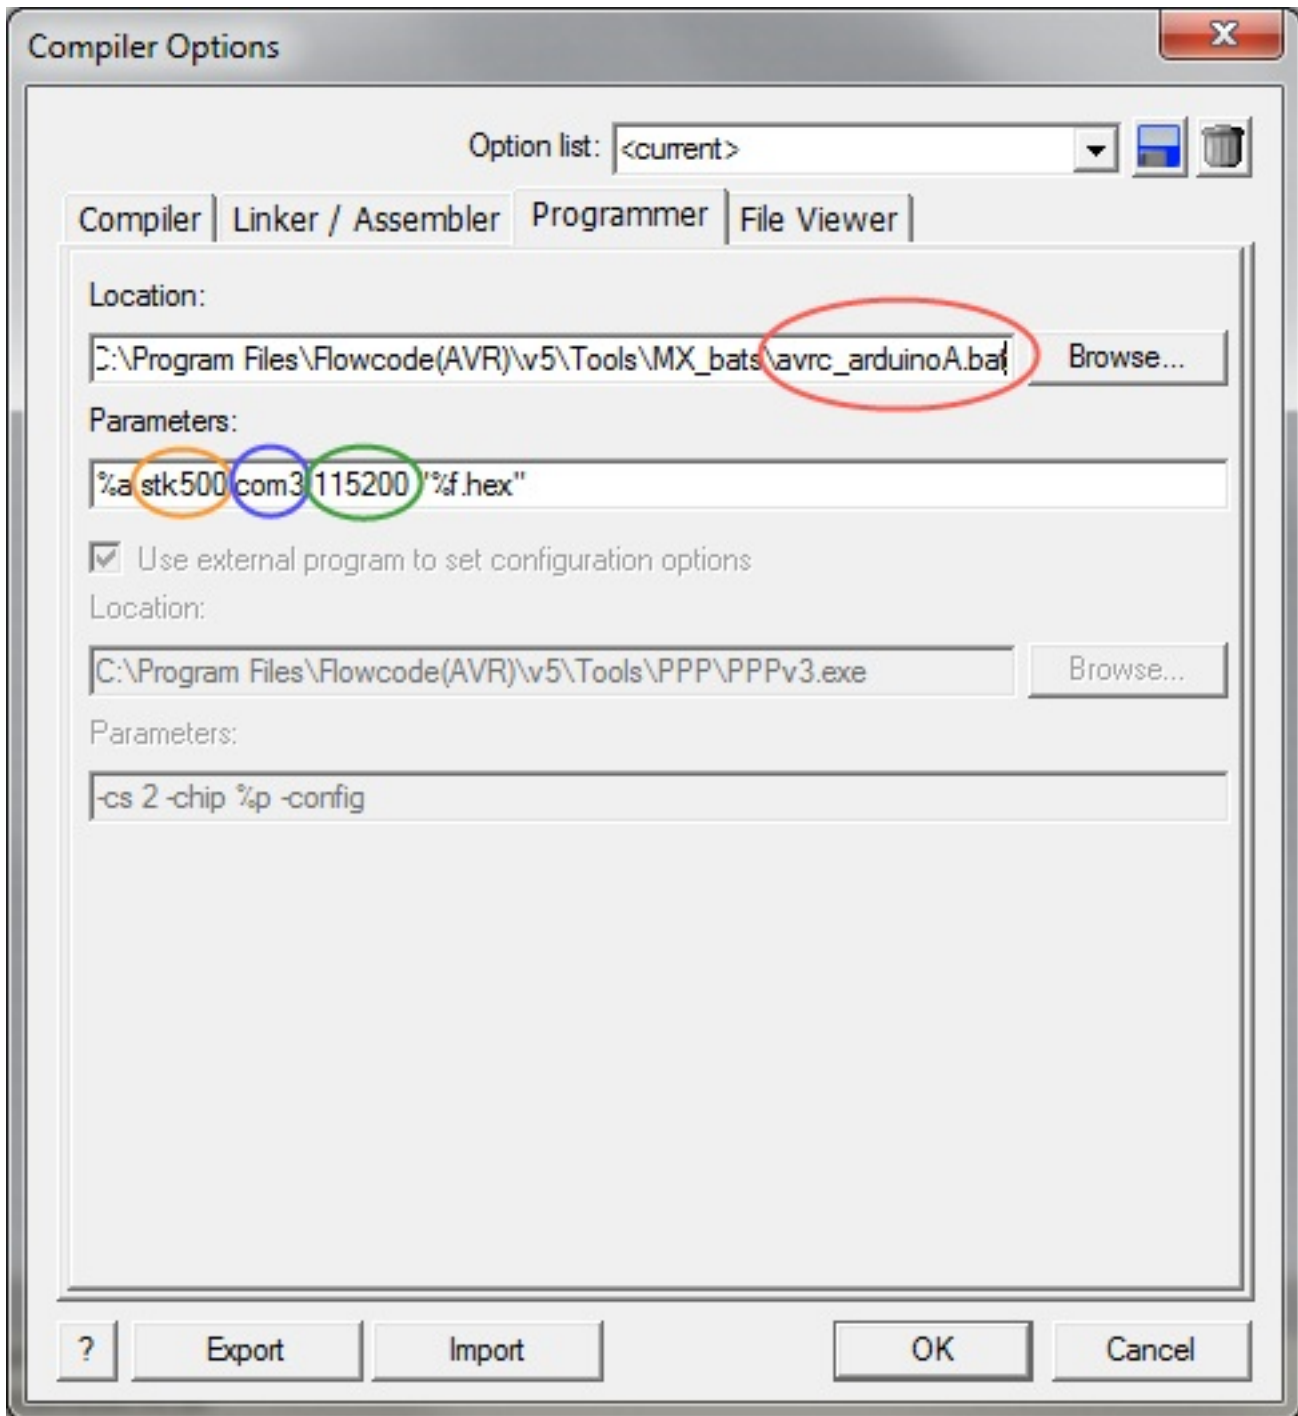 Compiler Options
x
Option list: <current>
Compiler Linker / Assembler Programmer File Viewer
Location:
C:\Program Files\Flowcode(AVR)\v5\Tools\MX_bats\avrc_arduinoA.bat Browse...
Parameters:
%a stk500 com3 115200 "%f.hex"
Use external program to set configuration options
Location:
C:\Program Files\Flowcode(AVR)\v5\Tools\PPP\PPPv3.exe Browse...
Parameters:
-cs 2 -chip %p -config
? Export Import OK Cancel